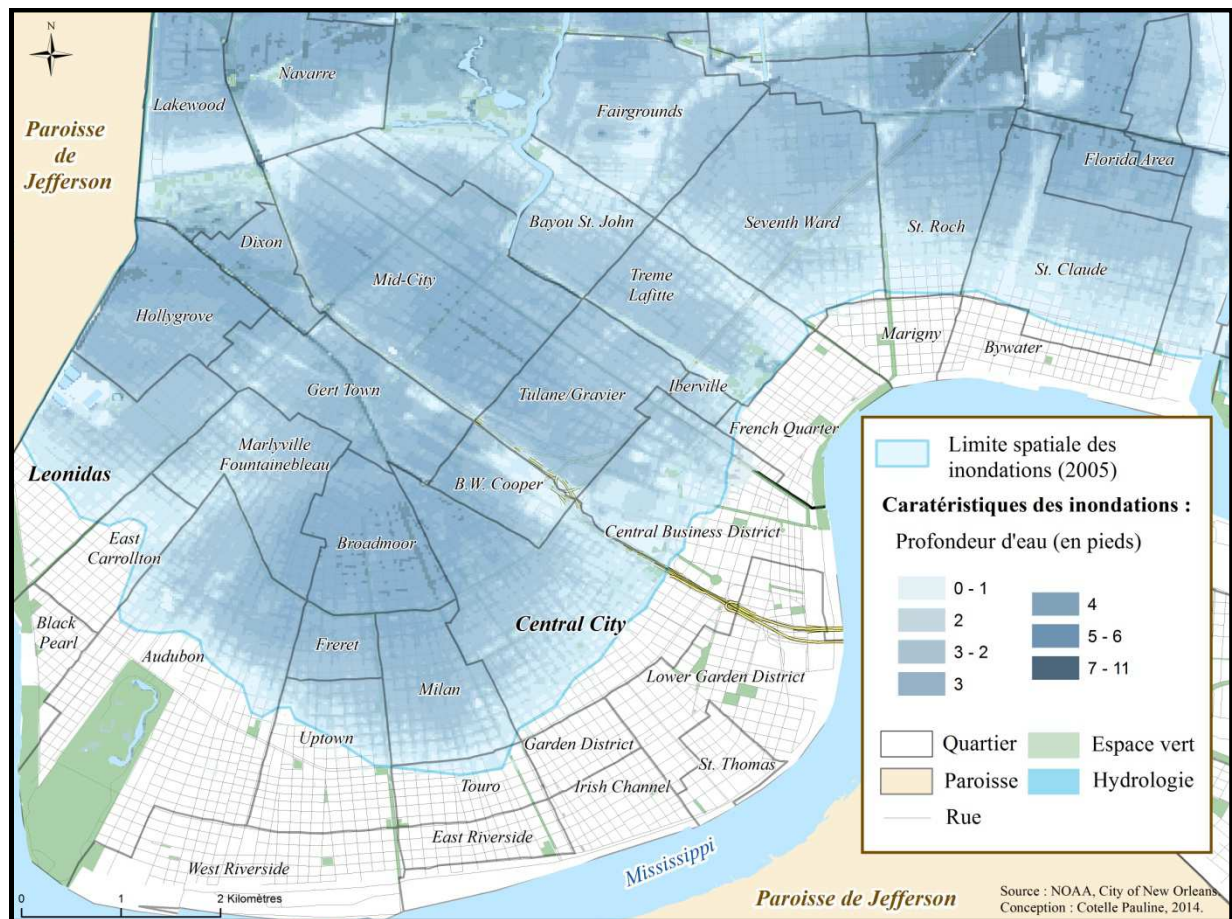 N
Navarre
Lakewood
Paroisse
de
Jefferson
Fairgrounds
Florida Area
Bayou St. John
Seventh Ward
St. Roch
Dixon
Mid-City
Treme
Lafitte
St. Claude
Hollygrove
Marigny
Bywater
Gert Town
Tulane/Gravier
Iberville
French Quarter
Marlyville
Fountainebleau
Leonidas
B.W. Cooper
East
Carrollton
Broadmoor
Central Business District
Black
Pearl
Central City
Audubon
Freret
Milan
Lower Garden District
Uptown
Garden District
St. Thomas
Touro
Irish Channel
East Riverside
West Riverside
Mississippi
Paroisse de Jefferson
0 1 2 Kilomètres
Limite spatiale des
inondations (2005)
Caratéristiques des inondations :
Profondeur d'eau (en pieds)
0 - 1
2
3 - 2
3
4
5 - 6
7 - 11
Quartier
Espace vert
Paroisse
Hydrologie
Rue
Source : NOAA, City of New Orleans
Conception : Cotelle Pauline, 2014.